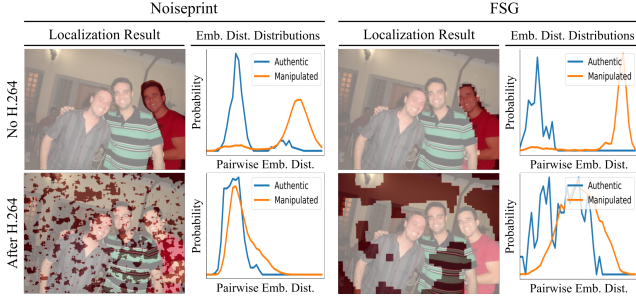 Noiseprint
FSG
Localization Result
Emb. Dist. Distributions
Localization Result
Emb. Dist. Distributions
No H.264
Probability
Authentic
Manipulated
Pairwise Emb. Dist.
Probability
Authentic
Manipulated
Pairwise Emb. Dist.
After H.264
Probability
Authentic
Manipulated
Pairwise Emb. Dist.
Probability
Authentic
Manipulated
Pairwise Emb. Dist.